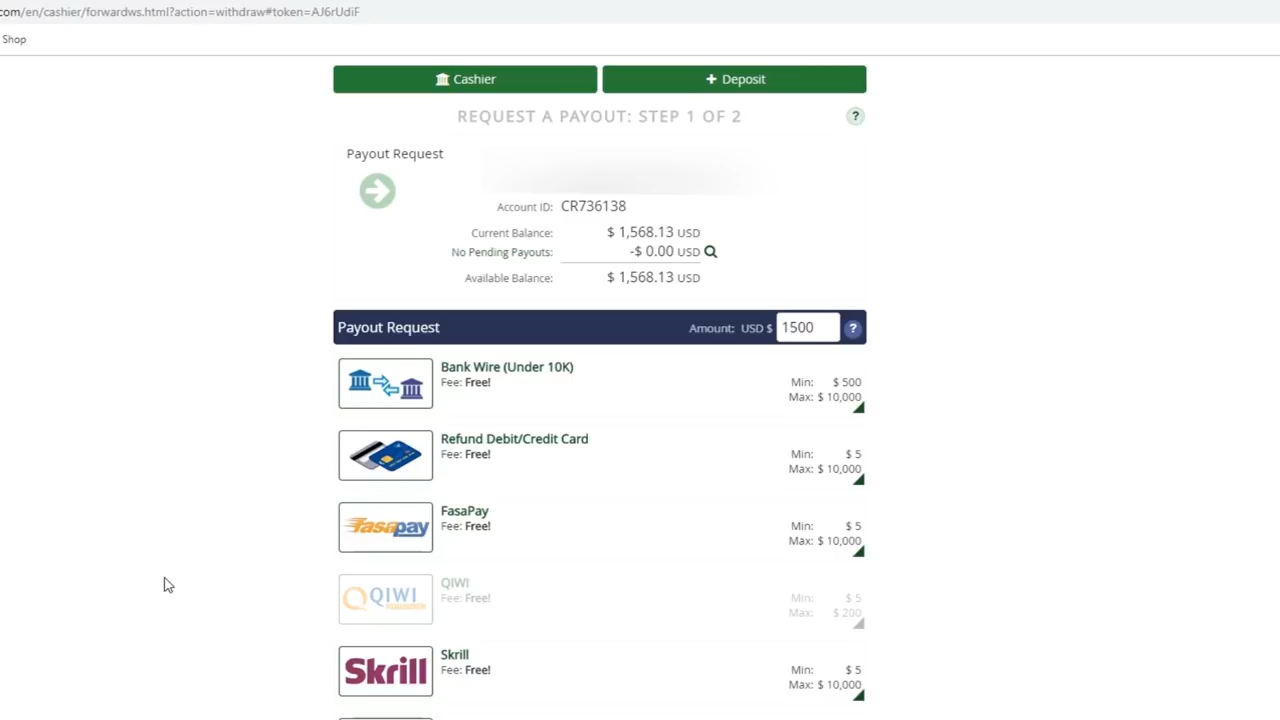 com/en/cashier/forwardws.html?action=withdraw#token=AJ6rUdiF
Shop
Cashier
+ Deposit
REQUEST A PAYOUT: STEP 1 OF 2
?
Payout Request
Account ID: CR736138
Current Balance: $ 1,568.13 USD
No Pending Payouts: -$ 0.00 USD
Available Balance: $ 1,568.13 USD
Payout Request Amount: USD $ 1500 ?
Bank Wire (Under 10K)
Fee: Free! Min: $ 500
Max: $ 10,000
Refund Debit/Credit Card
Fee: Free! Min: $ 5
Max: $ 10,000
fasapay
FasaPay
Fee: Free! Min: $ 5
Max: $ 10,000
QIWI
QIWI
Fee: Free! Min: $ 5
Max: $ 200
Skrill
Skrill
Fee: Free! Min: $ 5
Max: $ 10,000